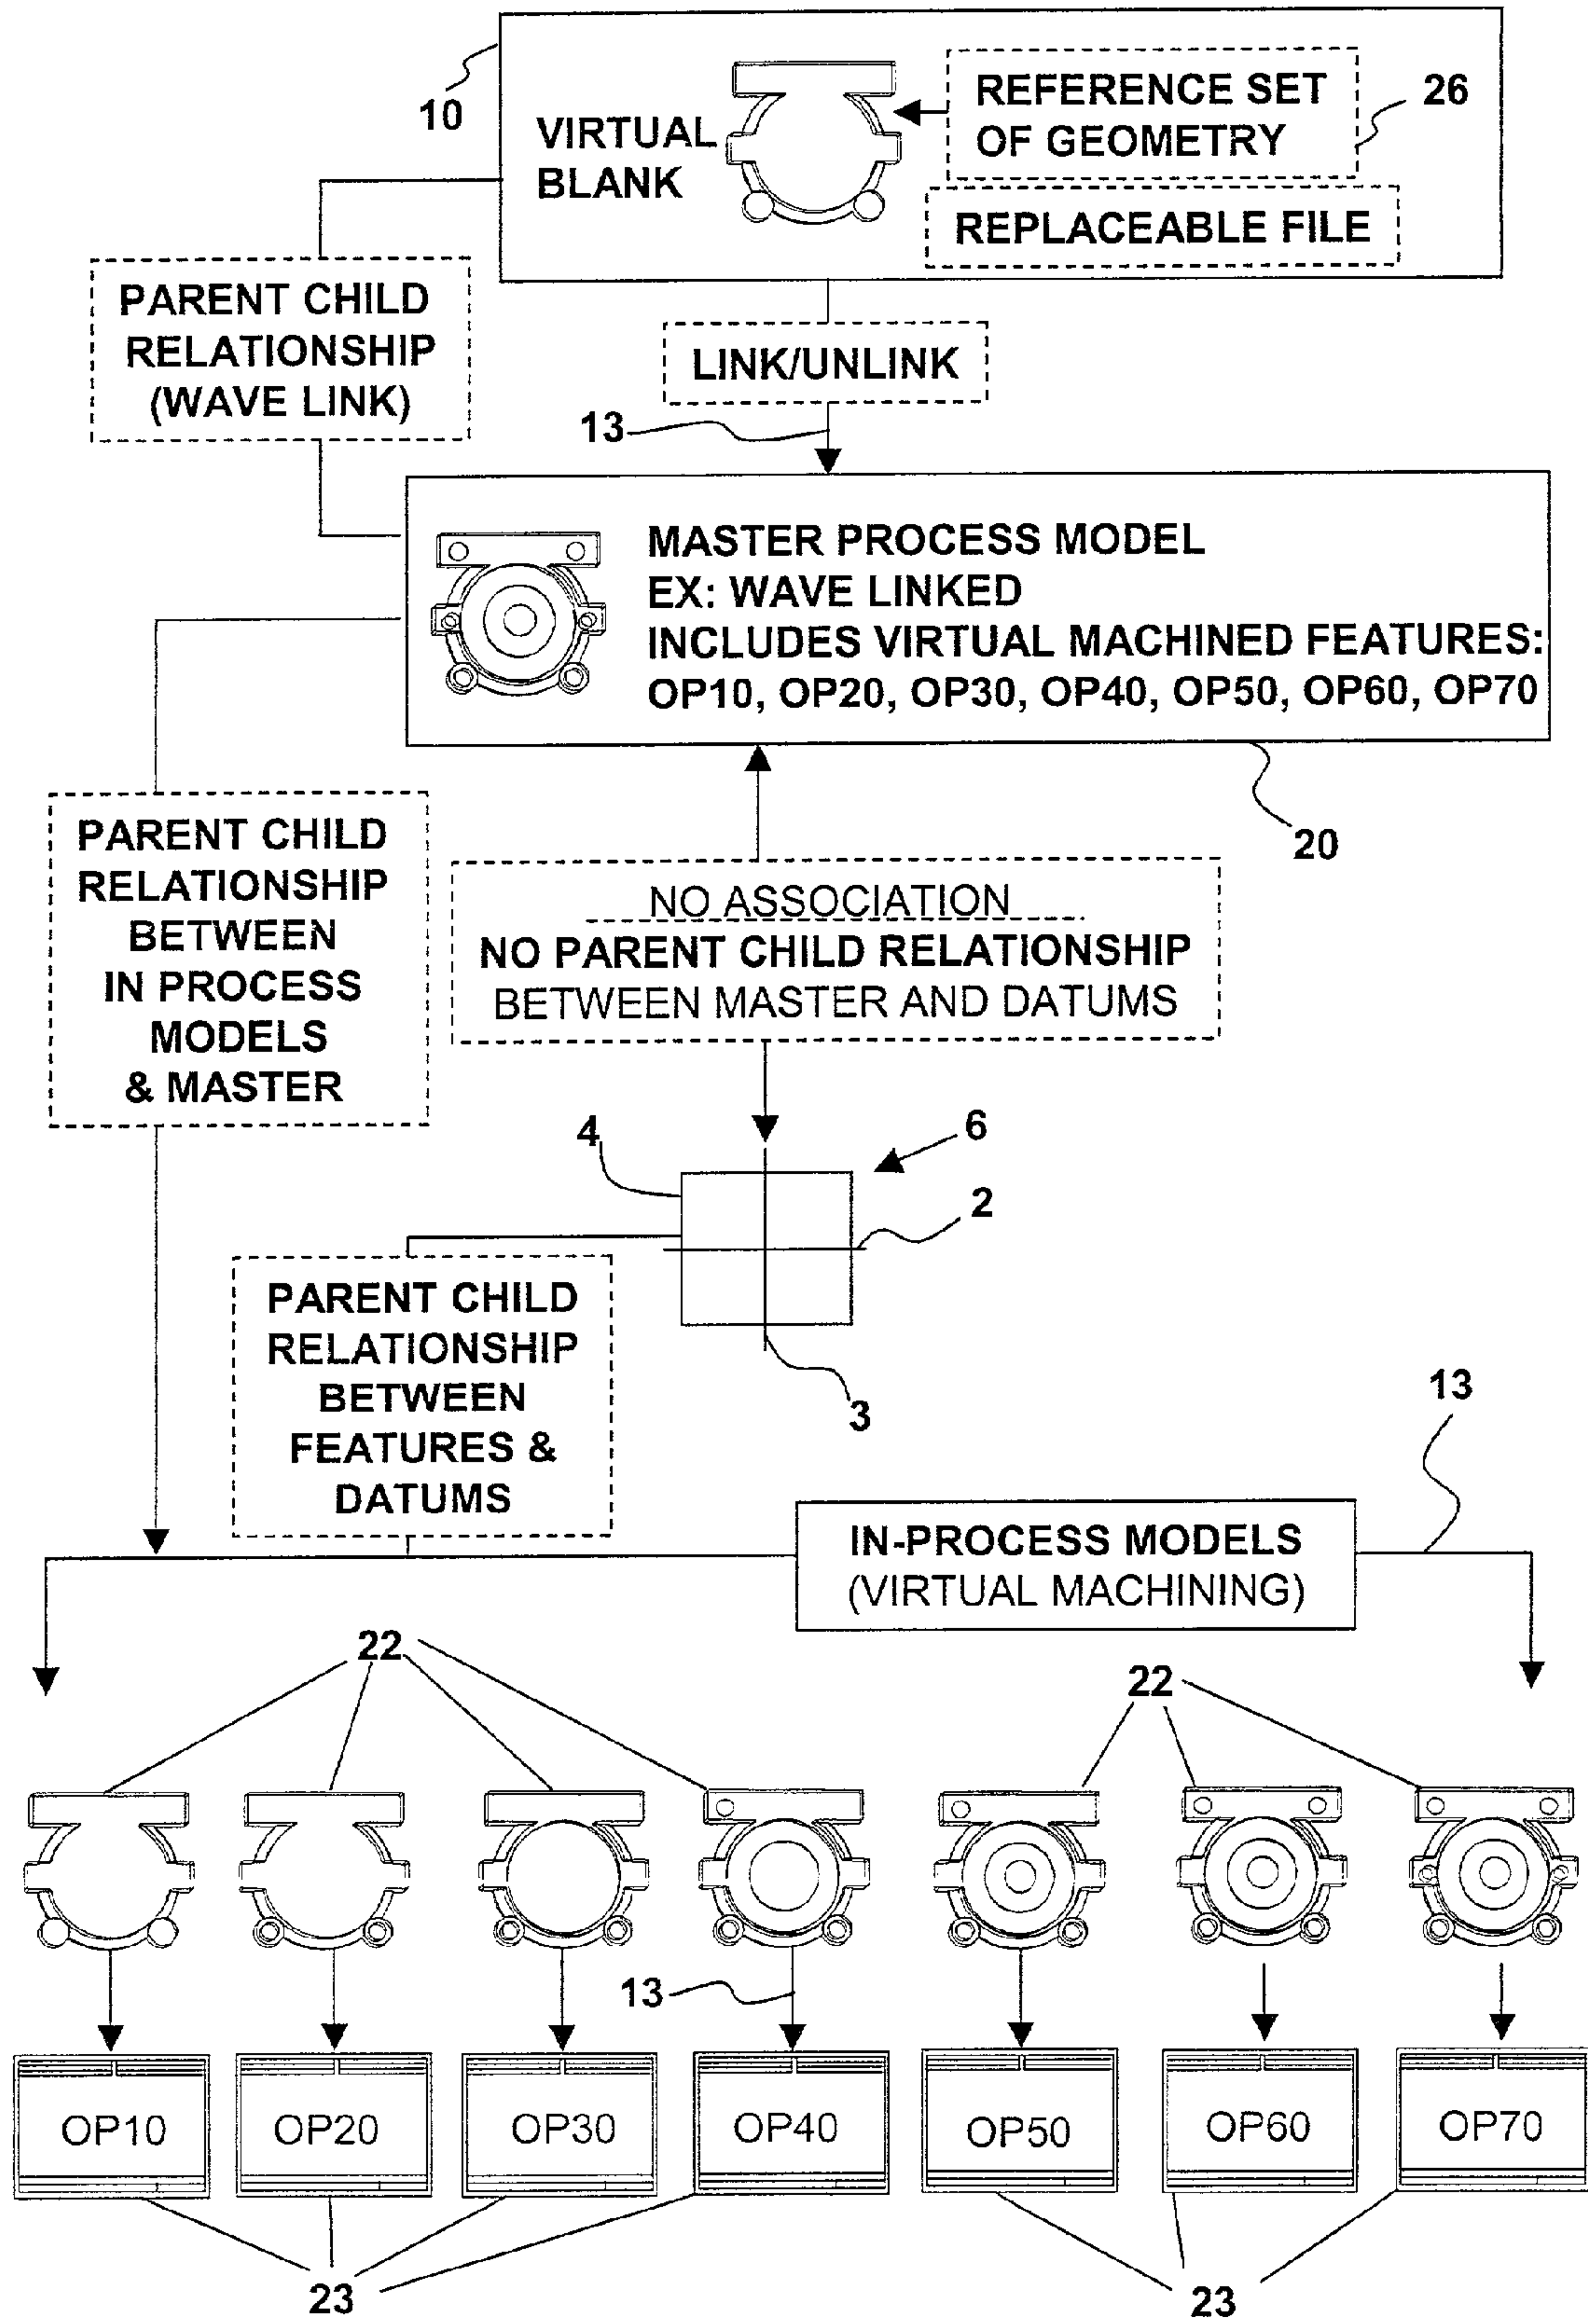 10
VIRTUAL
BLANK
REFERENCE SET
OF GEOMETRY
26
REPLACEABLE FILE
PARENT CHILD
RELATIONSHIP
(WAVE LINK)
LINK/UNLINK
13
MASTER PROCESS MODEL
EX: WAVE LINKED
INCLUDES VIRTUAL MACHINED FEATURES:
OP10, OP20, OP30, OP40, OP50, OP60, OP70
20
PARENT CHILD
RELATIONSHIP
BETWEEN
IN PROCESS
MODELS
& MASTER
NO ASSOCIATION
NO PARENT CHILD RELATIONSHIP
BETWEEN MASTER AND DATUMS
4
6
2
3
PARENT CHILD
RELATIONSHIP
BETWEEN
FEATURES &
DATUMS
13
IN-PROCESS MODELS
(VIRTUAL MACHINING)
22
22
13
OP10
OP20
OP30
OP40
OP50
OP60
OP70
23
23